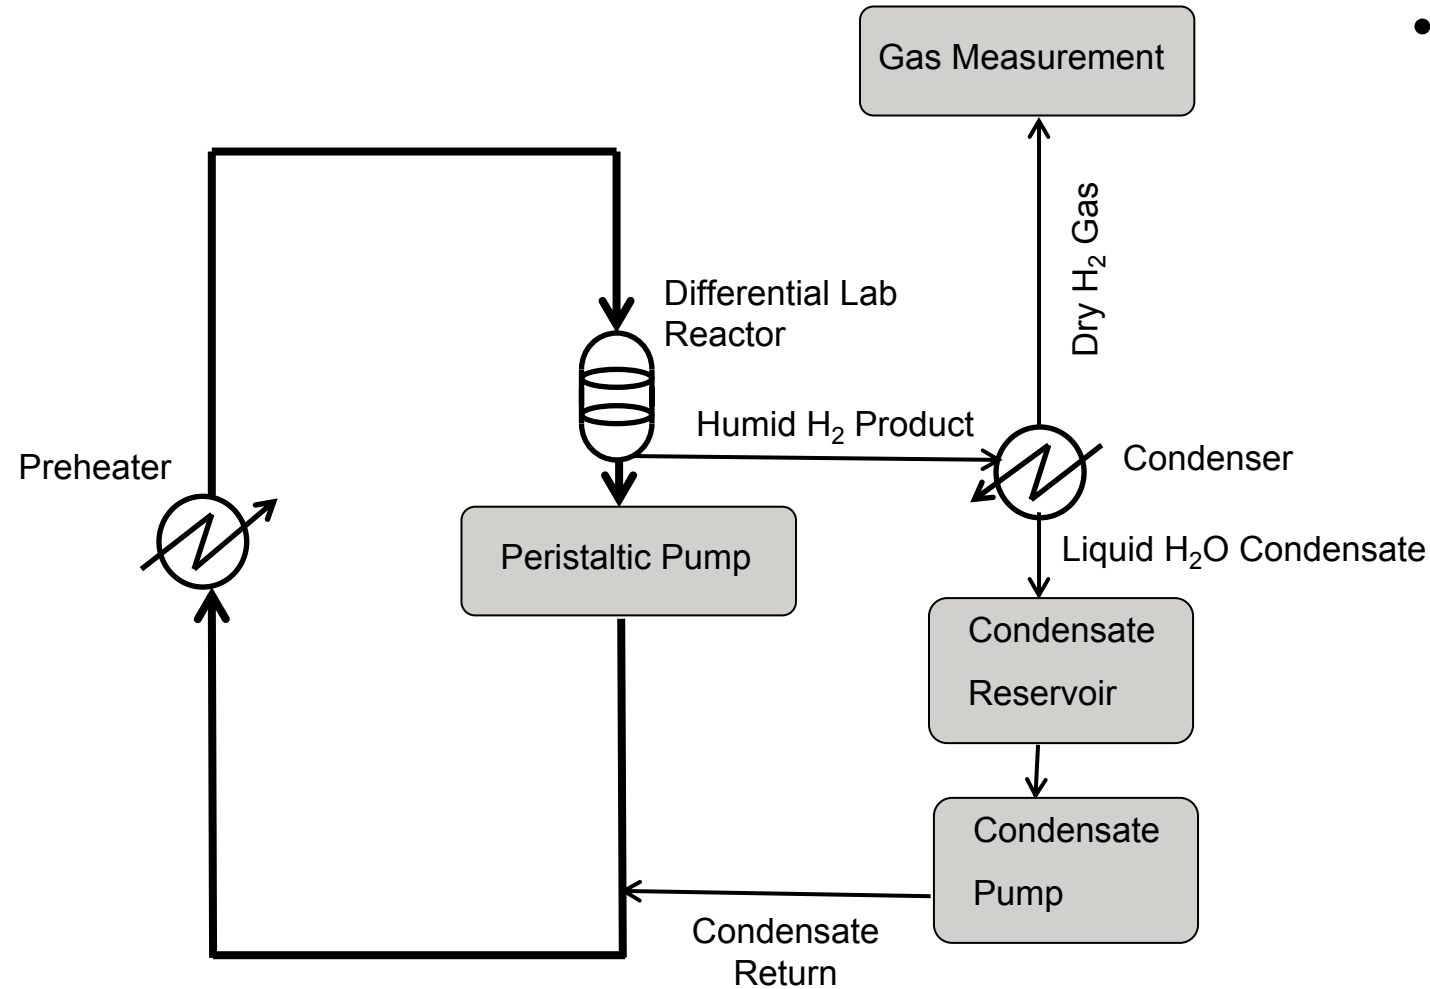 Gas Measurement
Dry H₂ Gas
Differential Lab
Reactor
Humid H₂ Product
Preheater
Condenser
Peristaltic Pump
Liquid H₂O Condensate
Condensate
Reservoir
Condensate
Pump
Condensate
Return